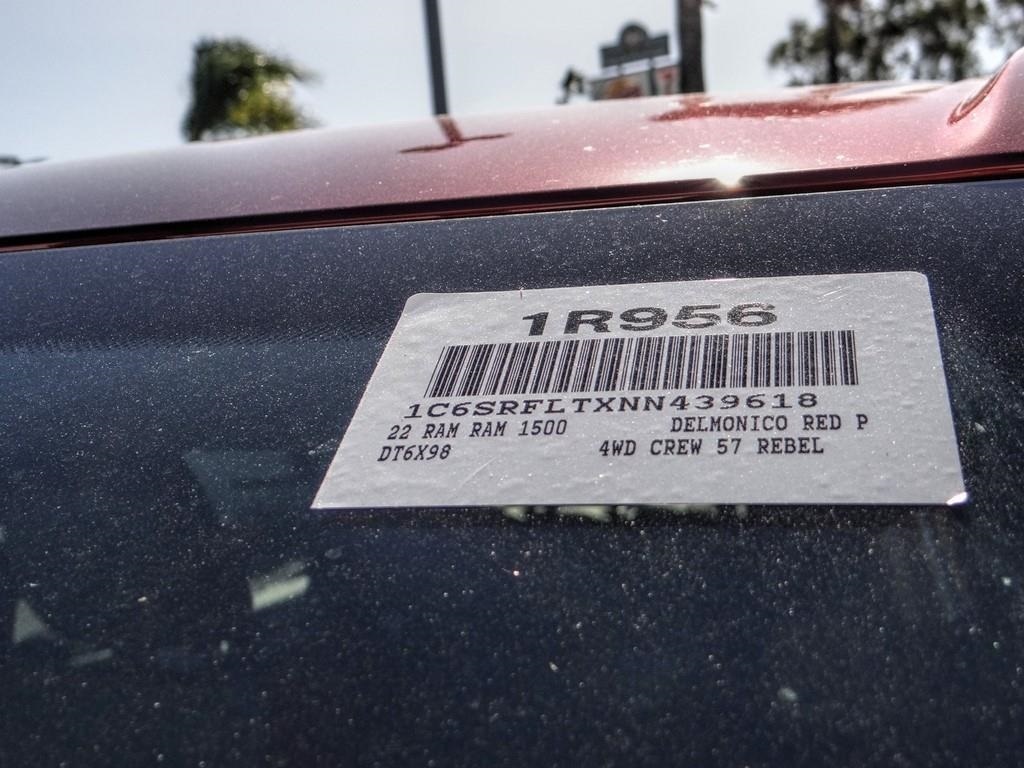 1R956
1C6SRFLTXNN439618
22 RAM RAM 1500 DELMONICO RED P
DT6X98 4WD CREW 57 REBEL